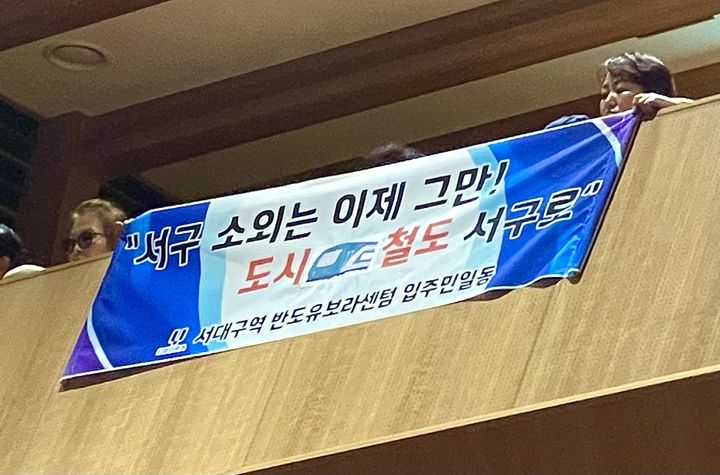 "서구 소외는 이제 그만!
도시철도 서구로"
서대구역 반도유보라센텀 입주민일동